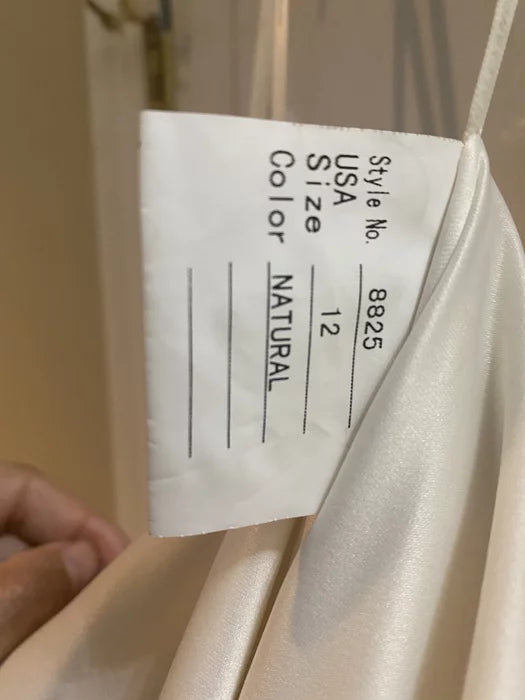 Style No. 8825
USA
Size 12
Color NATURAL